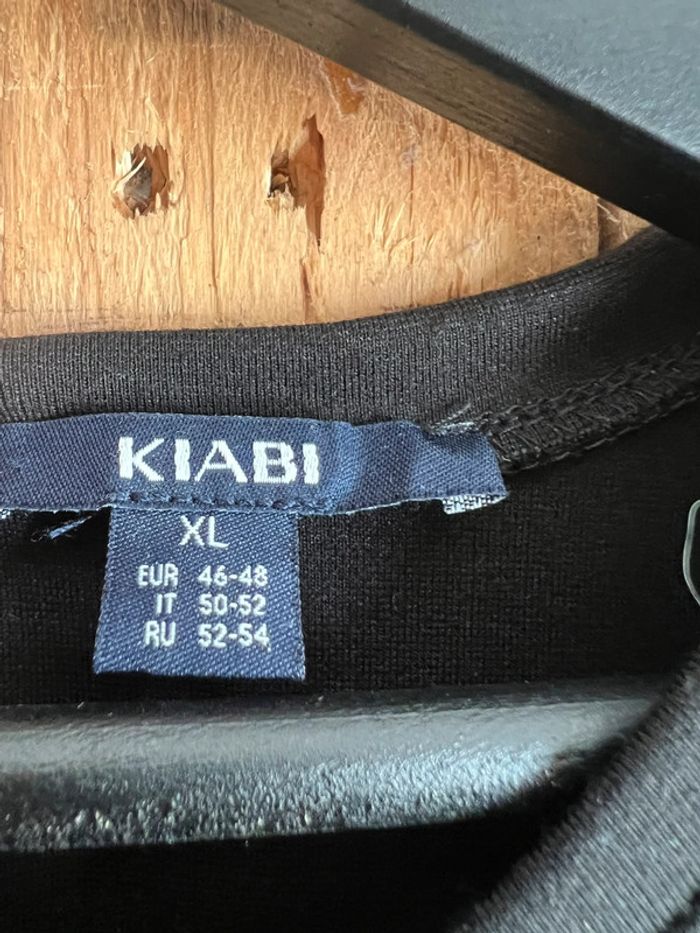 KIABI
XL
EUR 46-48
IT 50-52
RU 52-54